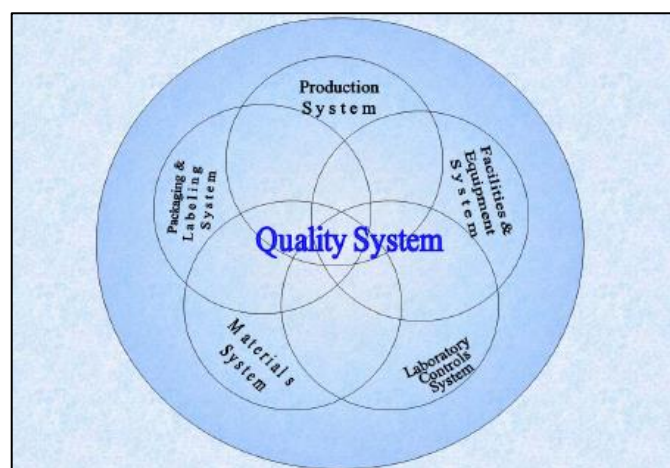 Production
System
Packaging &
Labeling
System
Facilities &
Equipment
System
Quality System
Materials
System
Laboratory
Controls
System